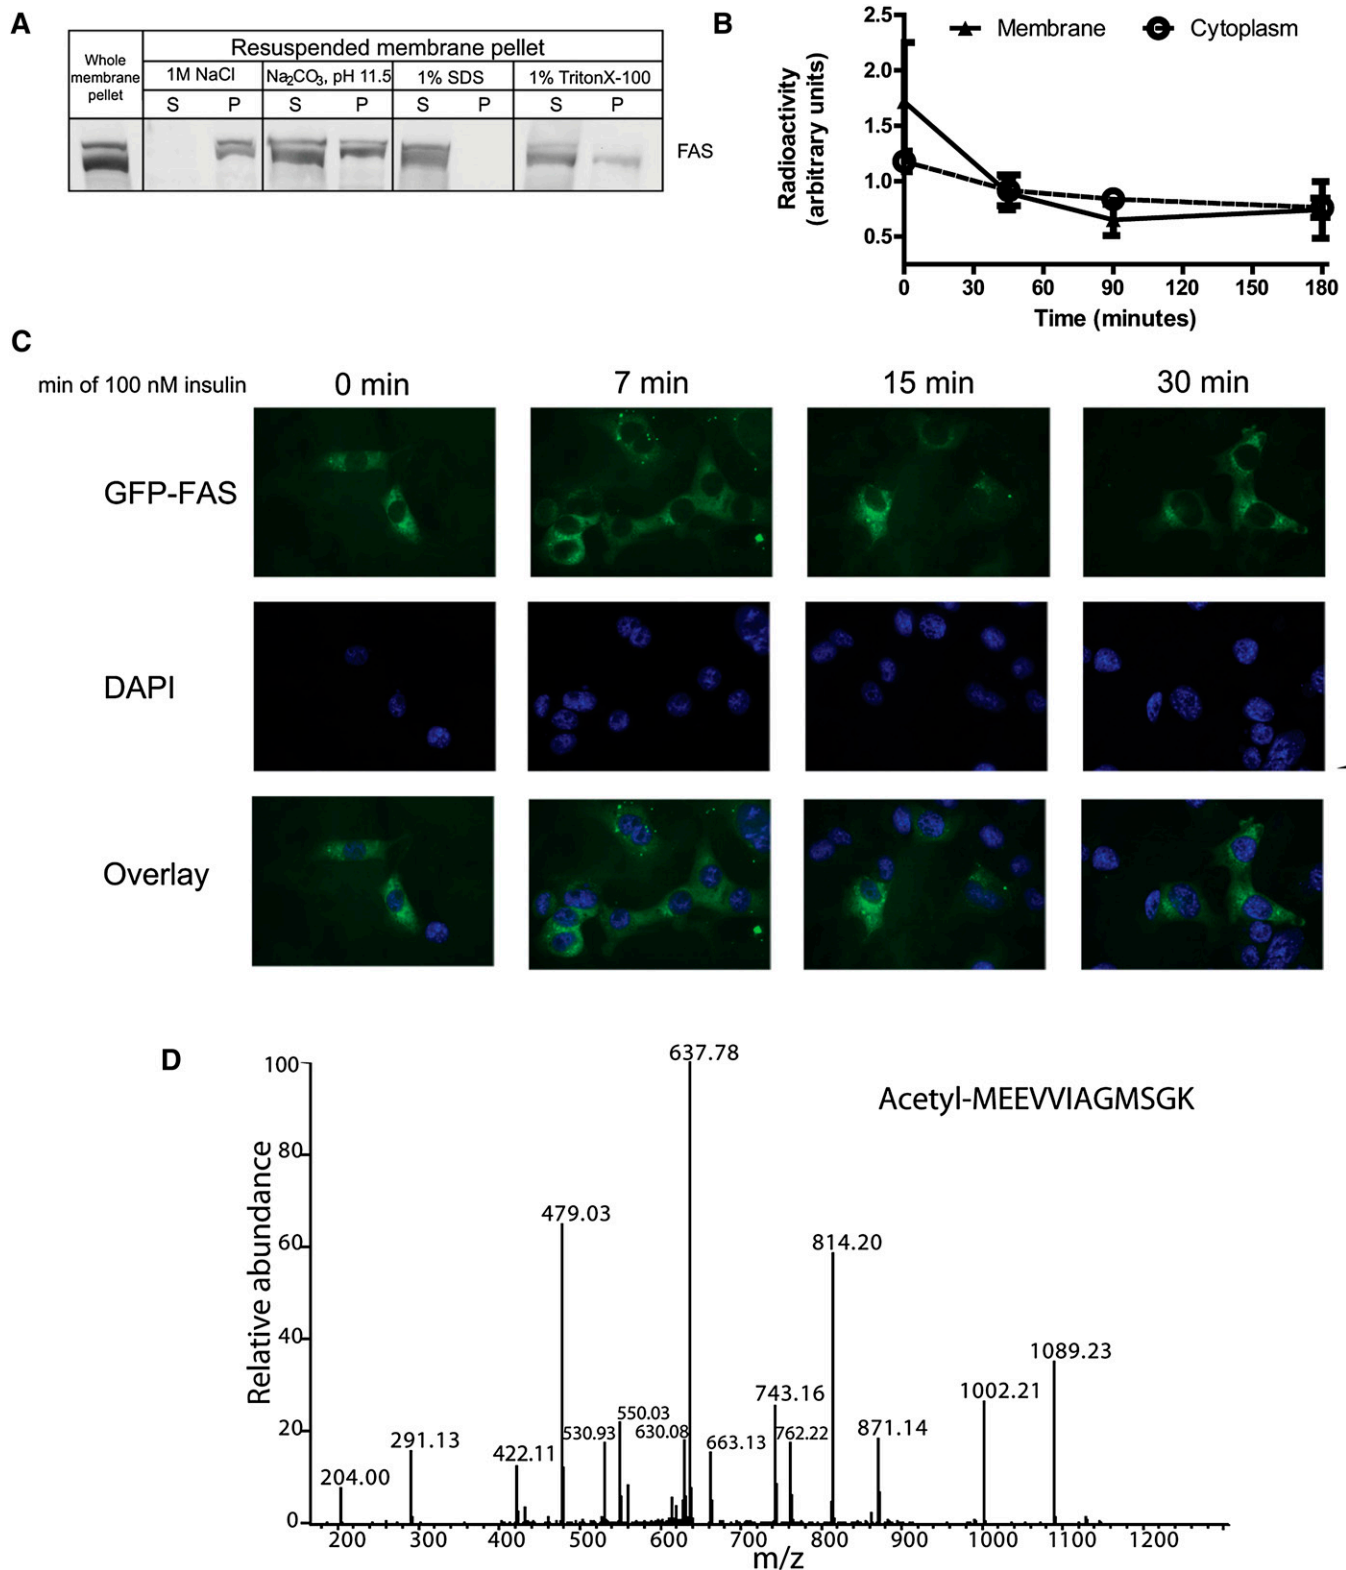 A
Whole membrane pellet
Resuspended membrane pellet
1M NaCl
Na₂CO₃, pH 11.5
1% SDS
1% TritonX-100
S P S P S P S P
FAS
B
Membrane
Cytoplasm
Radioactivity
(arbitrary units)
2.5
2.0
1.5
1.0
0.5
0 30 60 90 120 150 180
Time (minutes)
C
min of 100 nM insulin
0 min
7 min
15 min
30 min
GFP-FAS
DAPI
Overlay
D
Acetyl-MEEVVIAGMSGK
Relative abundance
100
80
60
40
20
0
637.78
479.03
814.20
1089.23
1002.21
743.16
550.03
530.93
630.08
663.13
762.22
871.14
422.11
291.13
204.00
200 300 400 500 600 700 800 900 1000 1100 1200
m/z